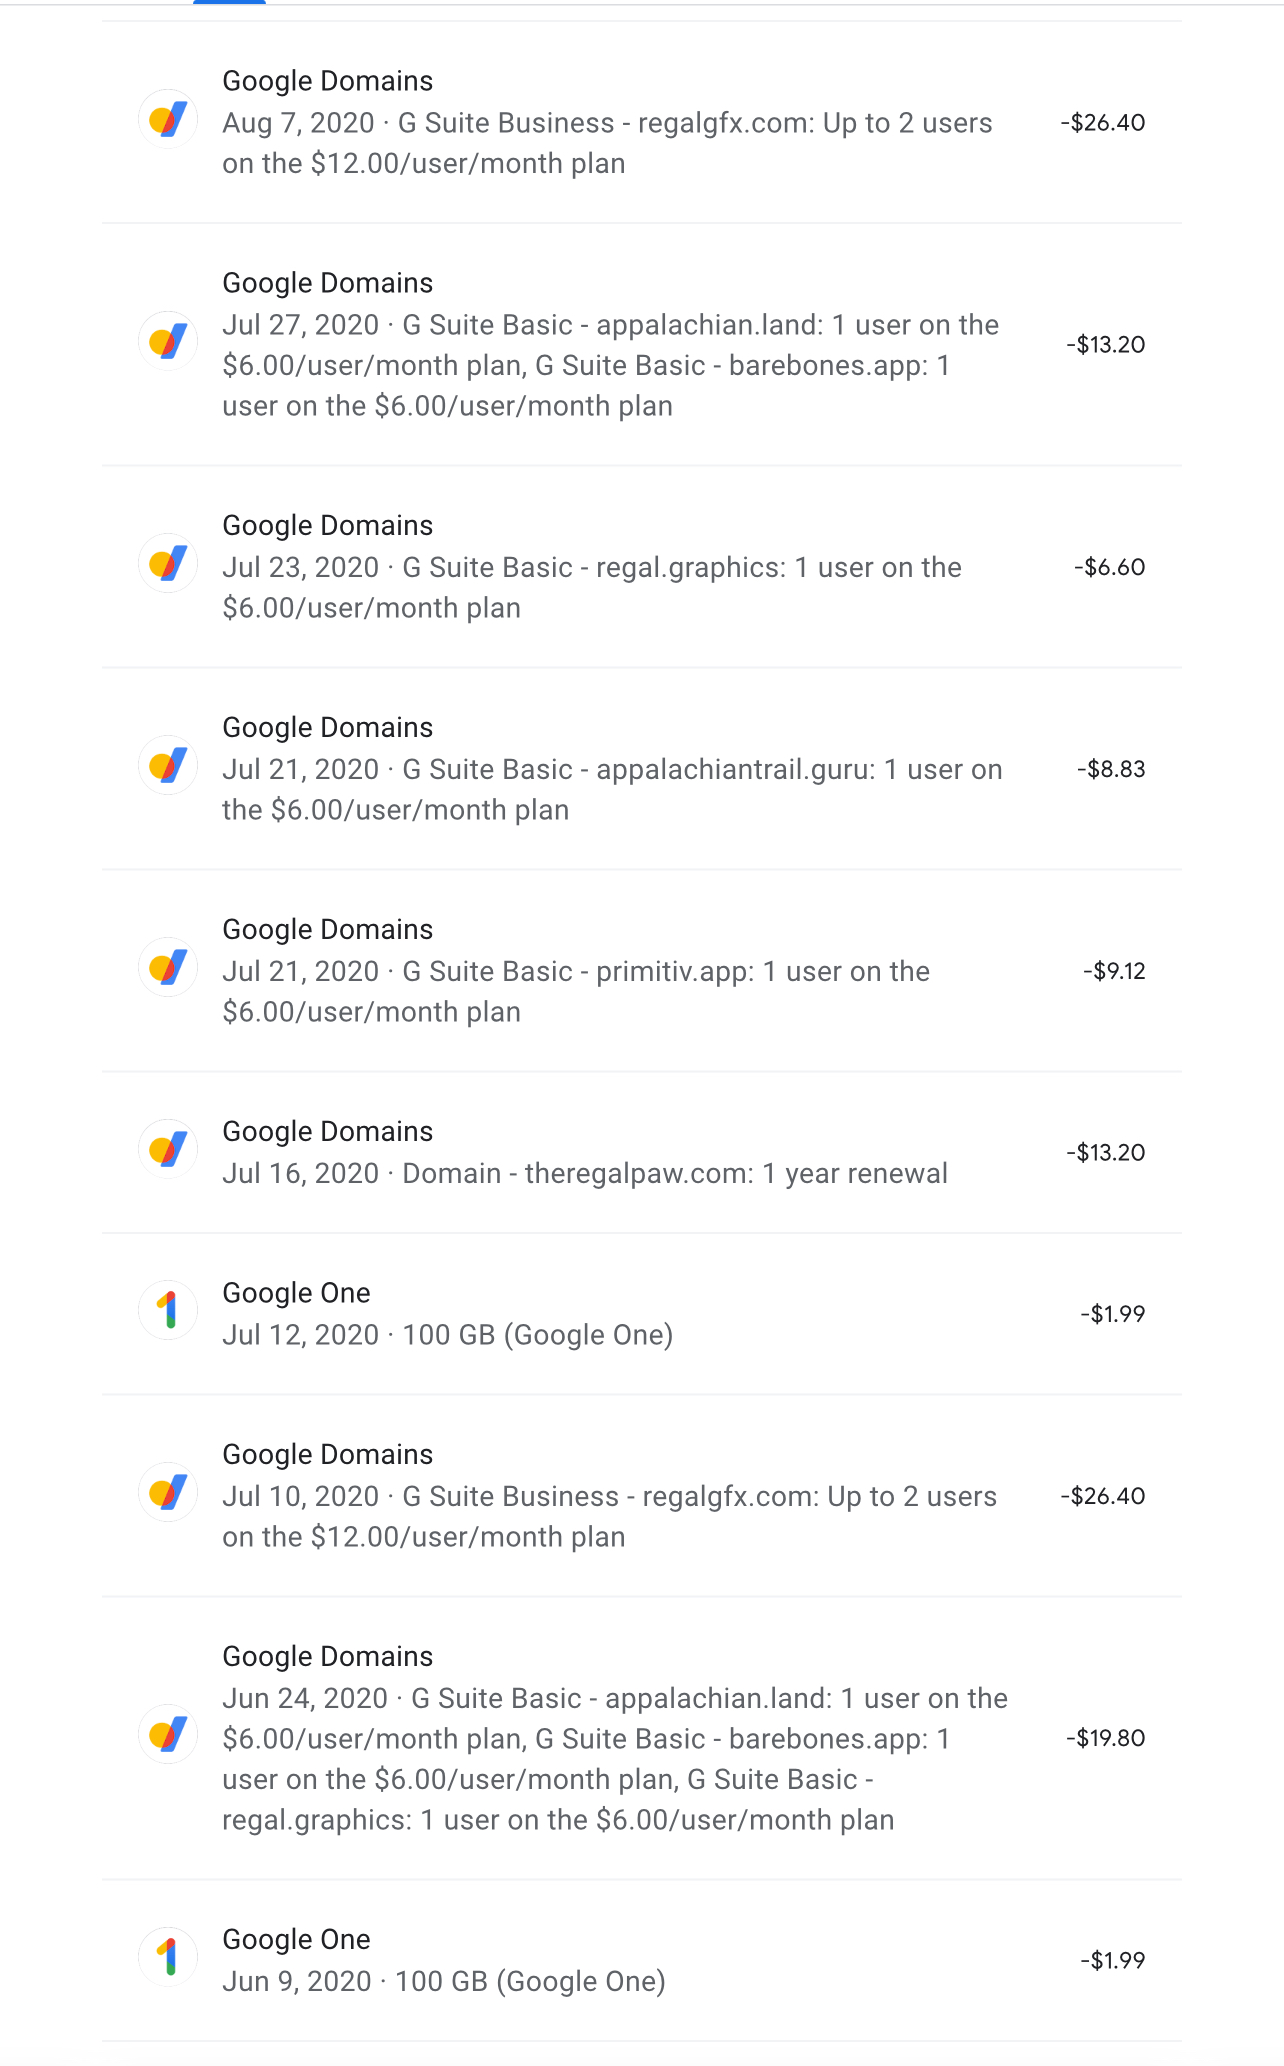 Google Domains
Aug 7, 2020 · G Suite Business - regalgfx.com: Up to 2 users
on the $12.00/user/month plan
-$26.40
Google Domains
Jul 27, 2020 · G Suite Basic - appalachian.land: 1 user on the
$6.00/user/month plan, G Suite Basic - barebones.app: 1
user on the $6.00/user/month plan
-$13.20
Google Domains
Jul 23, 2020 · G Suite Basic - regal.graphics: 1 user on the
$6.00/user/month plan
-$6.60
Google Domains
Jul 21, 2020 · G Suite Basic - appalachiantrail.guru: 1 user on
the $6.00/user/month plan
-$8.83
Google Domains
Jul 21, 2020 · G Suite Basic - primitiv.app: 1 user on the
$6.00/user/month plan
-$9.12
Google Domains
Jul 16, 2020 · Domain - theregalpaw.com: 1 year renewal
-$13.20
Google One
Jul 12, 2020 · 100 GB (Google One)
-$1.99
Google Domains
Jul 10, 2020 · G Suite Business - regalgfx.com: Up to 2 users
on the $12.00/user/month plan
-$26.40
Google Domains
Jun 24, 2020 · G Suite Basic - appalachian.land: 1 user on the
$6.00/user/month plan, G Suite Basic - barebones.app: 1
user on the $6.00/user/month plan, G Suite Basic -
regal.graphics: 1 user on the $6.00/user/month plan
-$19.80
Google One
Jun 9, 2020 · 100 GB (Google One)
-$1.99